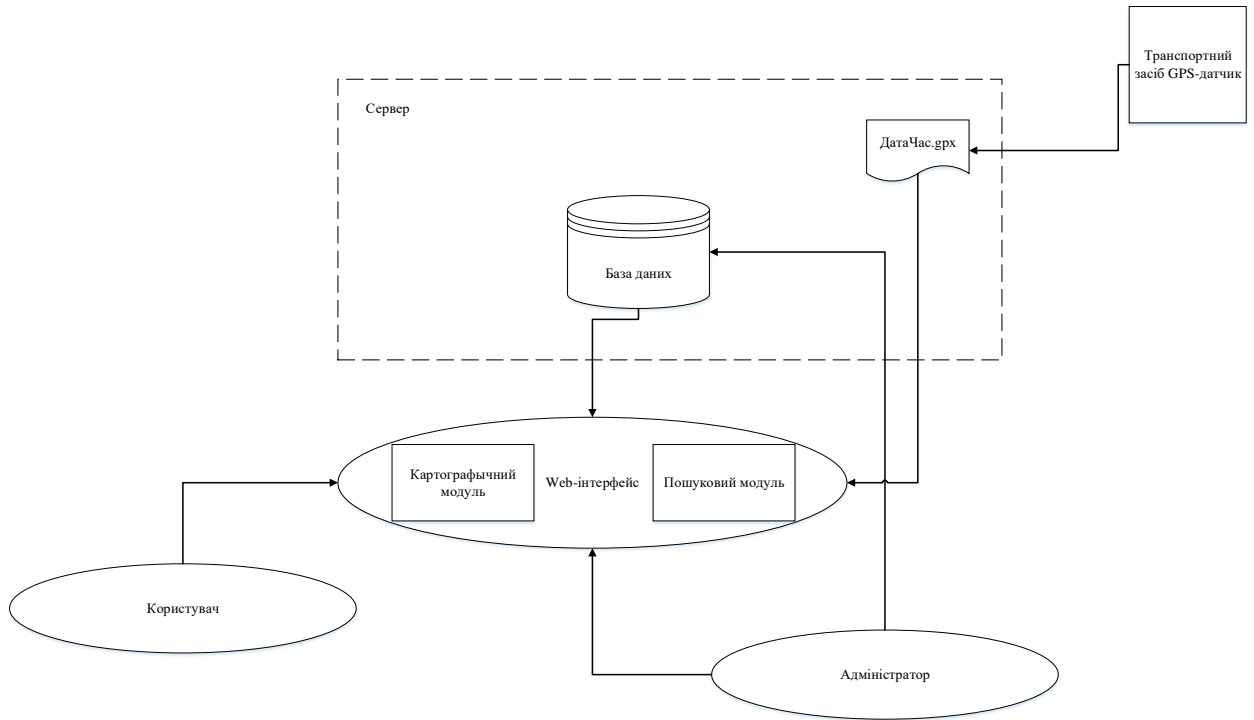 Транспортний
засіб GPS-датчик
Сервер
ДатаЧас.gpx
База даних
Картографычний
модуль
Web-інтерфейс
Пошуковий модуль
Користувач
Адміністратор